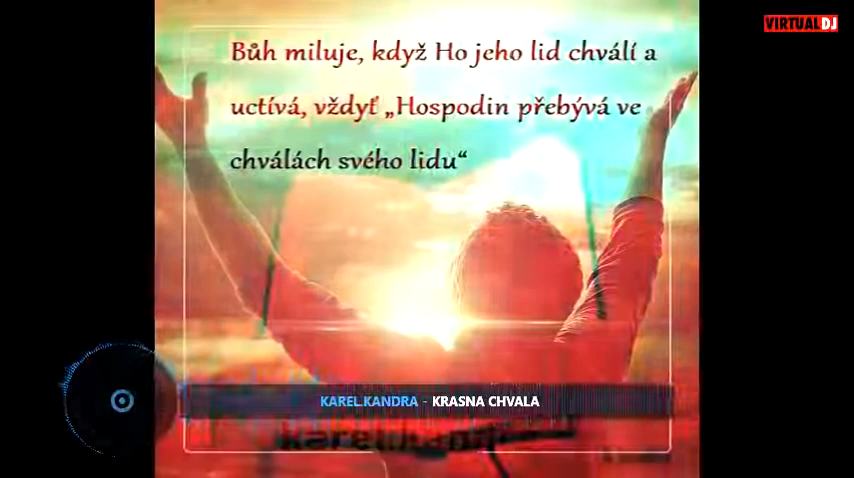 VIRTUALDJ
Bůh miluje, když Ho jeho lid chválí a
uctívá, vždyť „Hospodin přebývá ve
chválách svého lidu“
KAREL.KANDRA - KRASNA CHVALA